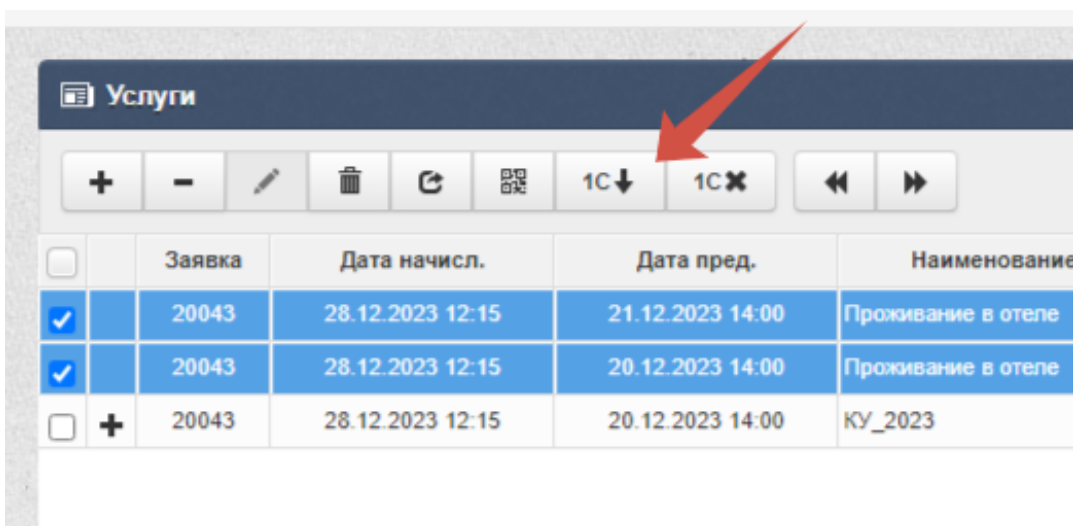 Услуги
1С 1С
Заявка Дата начисл. Дата пред. Наименование
20043 28.12.2023 12:15 21.12.2023 14:00 Проживание в отеле
20043 28.12.2023 12:15 20.12.2023 14:00 Проживание в отеле
20043 28.12.2023 12:15 20.12.2023 14:00 КУ_2023